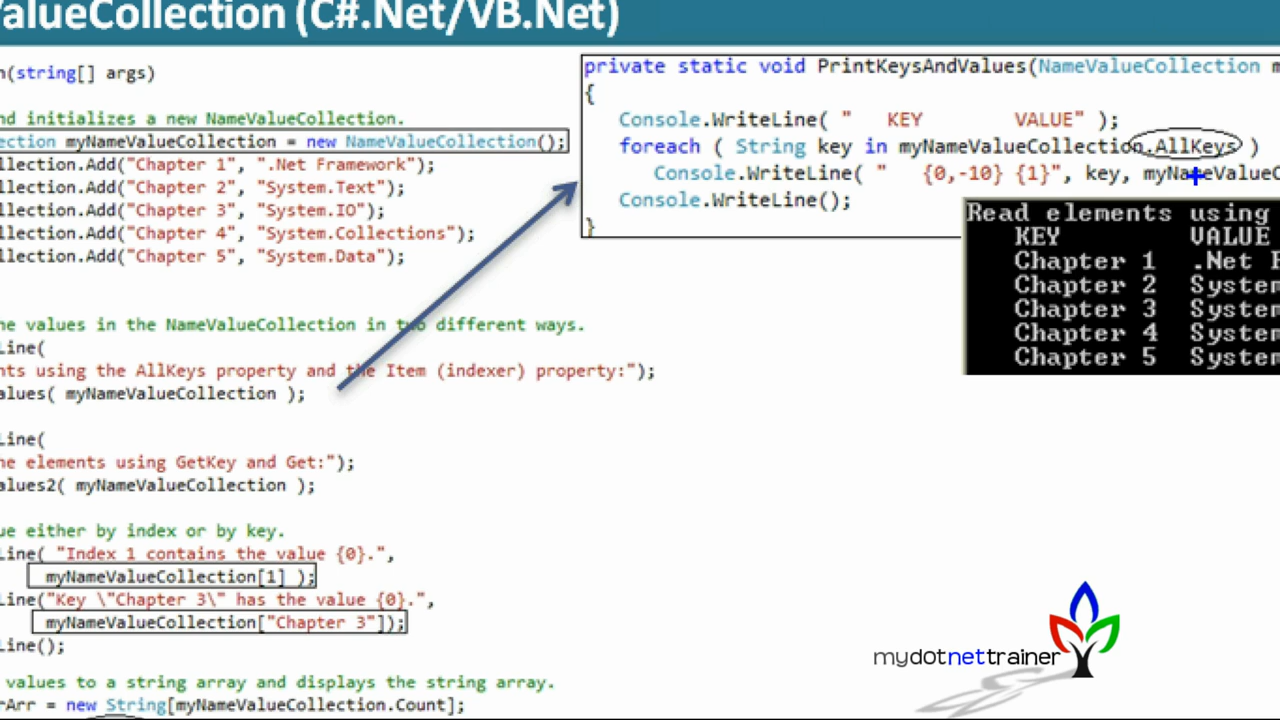 alueCollection (C#.Net/VB.Net)
n(string[] args)
nd initializes a new NameValueCollection.
ection myNameValueCollection = new NameValueCollection();
llection.Add("Chapter 1", ".Net Framework");
llection.Add("Chapter 2", "System.Text");
llection.Add("Chapter 3", "System.IO");
llection.Add("Chapter 4", "System.Collections");
llection.Add("Chapter 5", "System.Data");
he values in the NameValueCollection in two different ways.
Line(
nts using the AllKeys property and the Item (indexer) property:");
alues( myNameValueCollection );
Line(
he elements using GetKey and Get:");
alues2( myNameValueCollection );
ue either by index or by key.
Line( "Index 1 contains the value {0}.",
myNameValueCollection[1] );
Line("Key \"Chapter 3\" has the value {0}.",
myNameValueCollection["Chapter 3"]);
Line();
values to a string array and displays the string array.
rArr = new String[myNameValueCollection.Count];
private static void PrintKeysAndValues(NameValueCollection m
{
Console.WriteLine( "   KEY        VALUE" );
foreach ( String key in myNameValueCollection.AllKeys )
Console.WriteLine( "   {0,-10} {1}", key, myNameValueC
Console.WriteLine();
}
Read elements using
KEY VALUE
Chapter 1 .Net F
Chapter 2 System
Chapter 3 System
Chapter 4 System
Chapter 5 System
mydotnettrainer